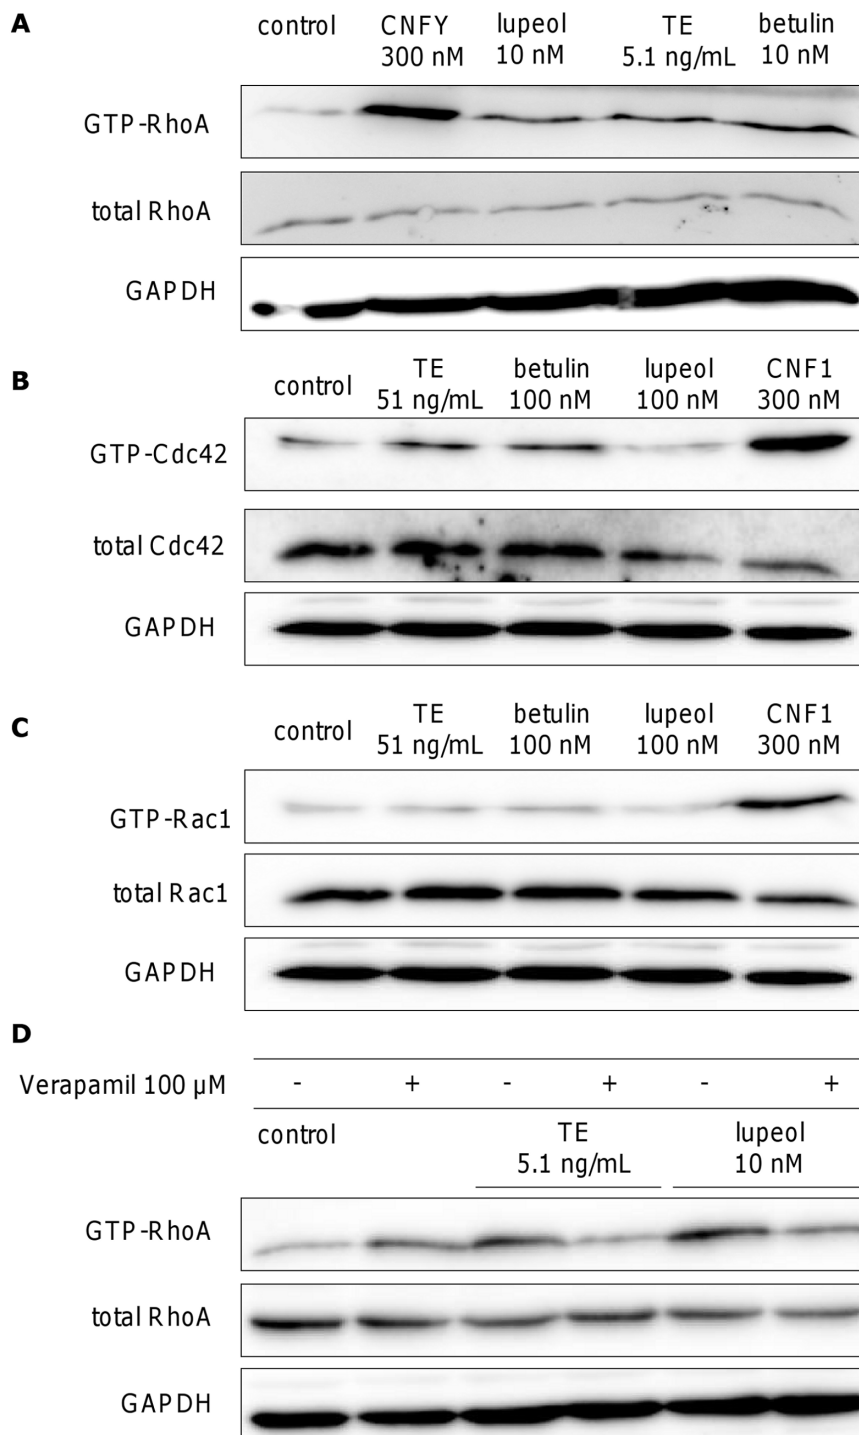 A
control CNFY lupeol TE betulin
300 nM 10 nM 5.1 ng/mL 10 nM
GTP-RhoA
total RhoA
GAPDH
B
control TE betulin lupeol CNF1
51 ng/mL 100 nM 100 nM 300 nM
GTP-Cdc42
total Cdc42
GAPDH
C
control TE betulin lupeol CNF1
51 ng/mL 100 nM 100 nM 300 nM
GTP-Rac1
total Rac1
GAPDH
D
Verapamil 100 µM - + - + - +
control TE lupeol
5.1 ng/mL 10 nM
GTP-RhoA
total RhoA
GAPDH